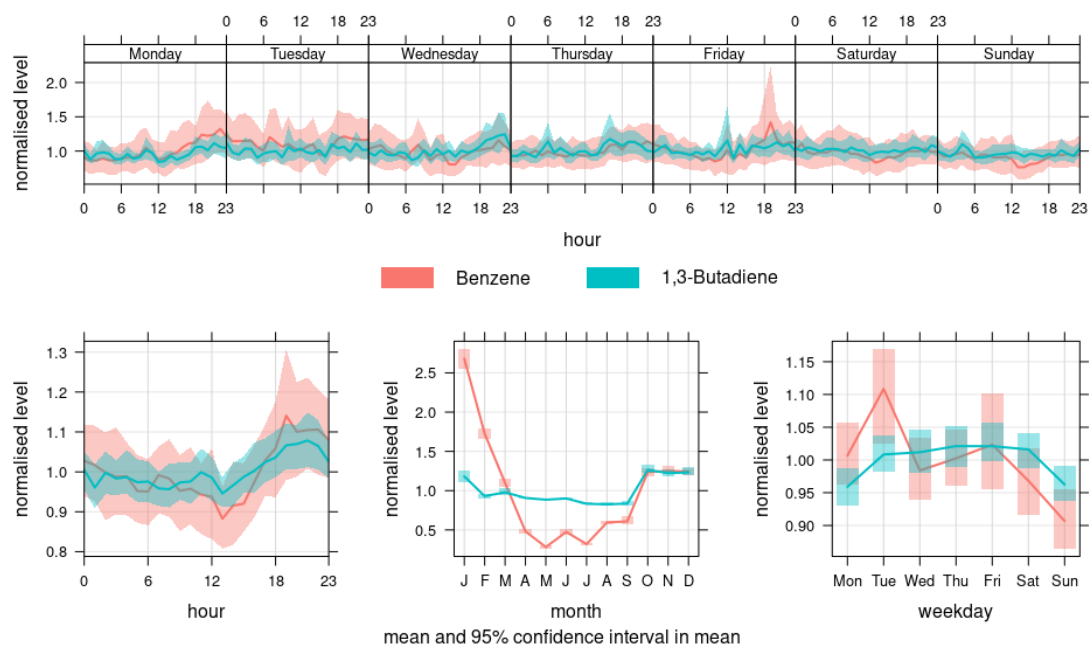 0 6 12 18 23 0 6 12 18 23 0 6 12 18 23
Monday Tuesday Wednesday Thursday Friday Saturday Sunday
normalised level
2.0
1.5
1.0
0 6 12 18 23 0 6 12 18 23 0 6 12 18 23 0 6 12 18 23
hour
Benzene 1,3-Butadiene
normalised level
1.3
1.2
1.1
1.0
0.9
0.8
0 6 12 18 23
hour
normalised level
2.5
2.0
1.5
1.0
0.5
J F M A M J J A S O N D
month
normalised level
1.15
1.10
1.05
1.00
0.95
0.90
Mon Tue Wed Thu Fri Sat Sun
weekday
mean and 95% confidence interval in mean